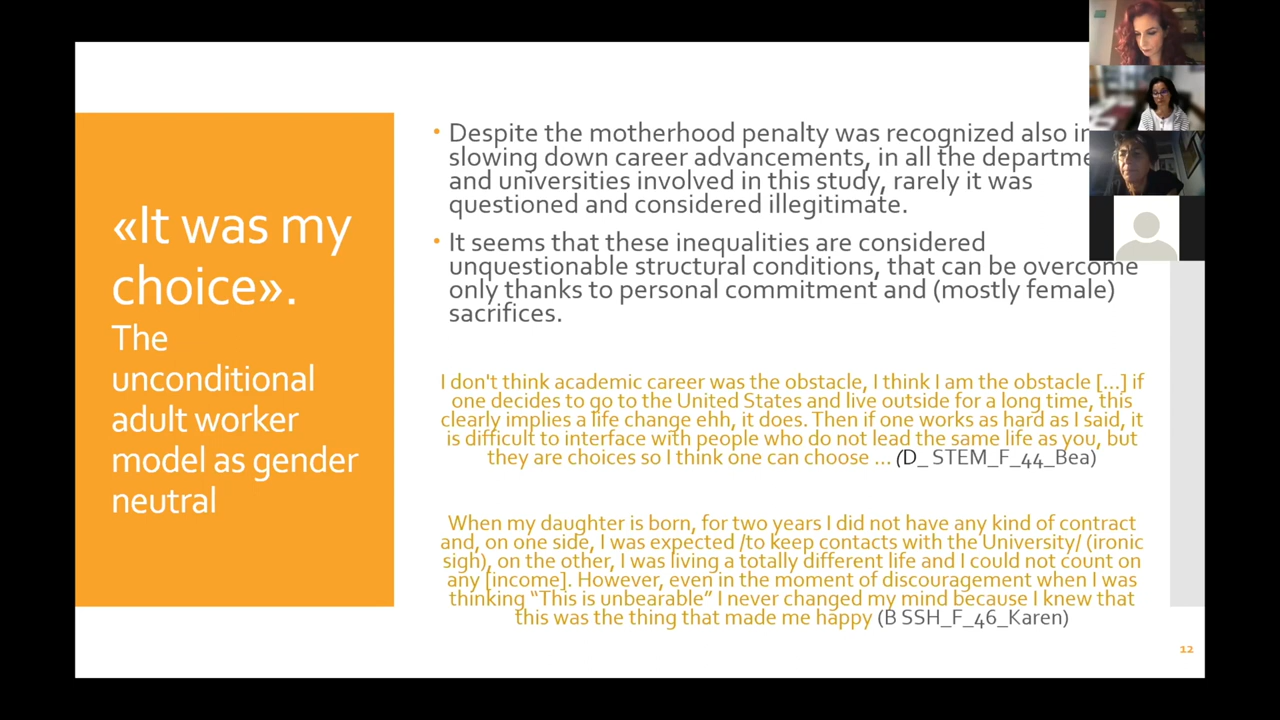 «It was my
choice».
The
unconditional
adult worker
model as gender
neutral
• Despite the motherhood penalty was recognized also in
slowing down career advancements, in all the departme
and universities involved in this study, rarely it was
questioned and considered illegitimate.
• It seems that these inequalities are considered
unquestionable structural conditions, that can be overcome
only thanks to personal commitment and (mostly female)
sacrifices.
I don't think academic career was the obstacle, I think I am the obstacle [...] if
one decides to go to the United States and live outside for a long time, this
clearly implies a life change ehh, it does. Then if one works as hard as I said, it
is difficult to interface with people who do not lead the same life as you, but
they are choices so I think one can choose ... (D_ STEM_F_44_Bea)
When my daughter is born, for two years I did not have any kind of contract
and, on one side, I was expected /to keep contacts with the University/ (ironic
sigh), on the other, I was living a totally different life and I could not count on
any [income]. However, even in the moment of discouragement when I was
thinking “This is unbearable” I never changed my mind because I knew that
this was the thing that made me happy (B SSH_F_46_Karen)
12